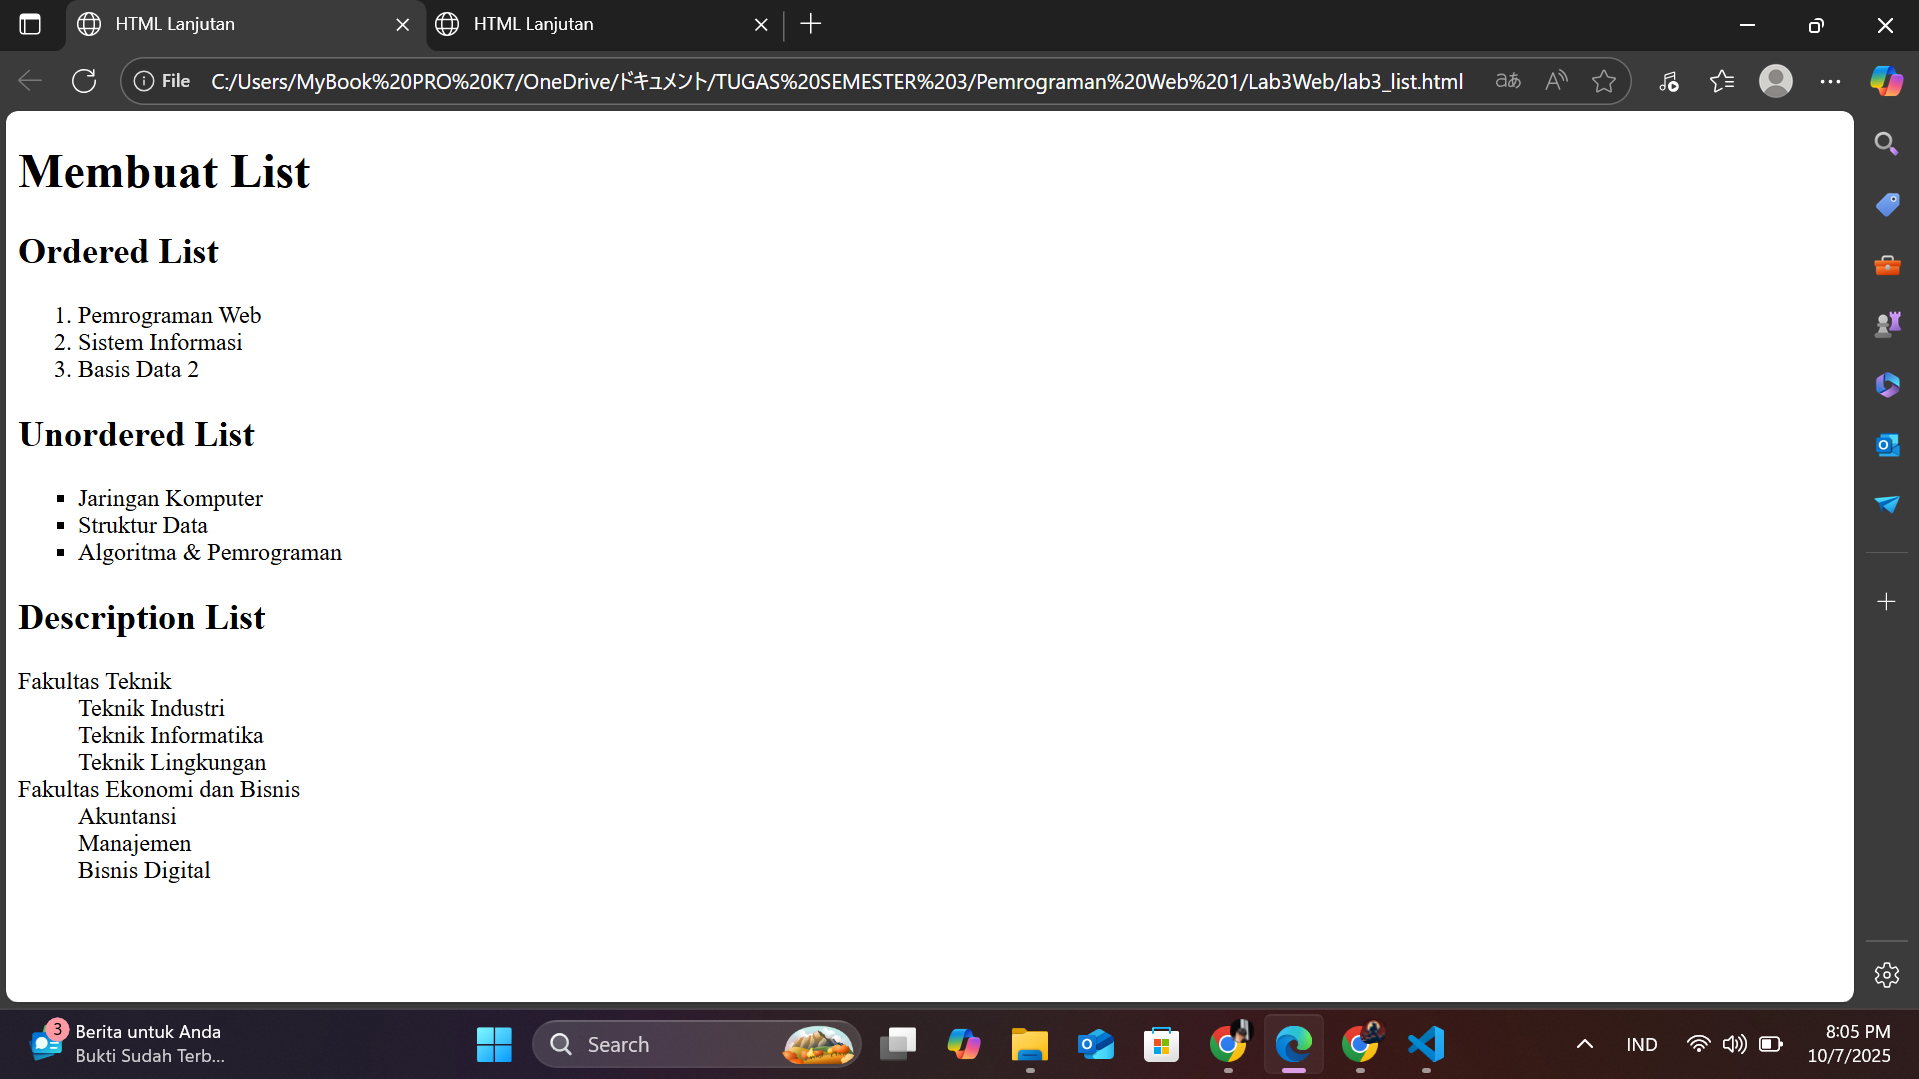 HTML Lanjutan
HTML Lanjutan
File C:/Users/MyBook%20PRO%20K7/OneDrive/ドキュメント/TUGAS%20SEMESTER%203/Pemrograman%20Web%201/Lab3Web/lab3_list.html aあ A
Membuat List
Ordered List
1. Pemrograman Web
2. Sistem Informasi
3. Basis Data 2
Unordered List
▪ Jaringan Komputer
▪ Struktur Data
▪ Algoritma & Pemrograman
Description List
Fakultas Teknik
Teknik Industri
Teknik Informatika
Teknik Lingkungan
Fakultas Ekonomi dan Bisnis
Akuntansi
Manajemen
Bisnis Digital
3
Berita untuk Anda
Bukti Sudah Terb...
Search
IND
8:05 PM
10/7/2025